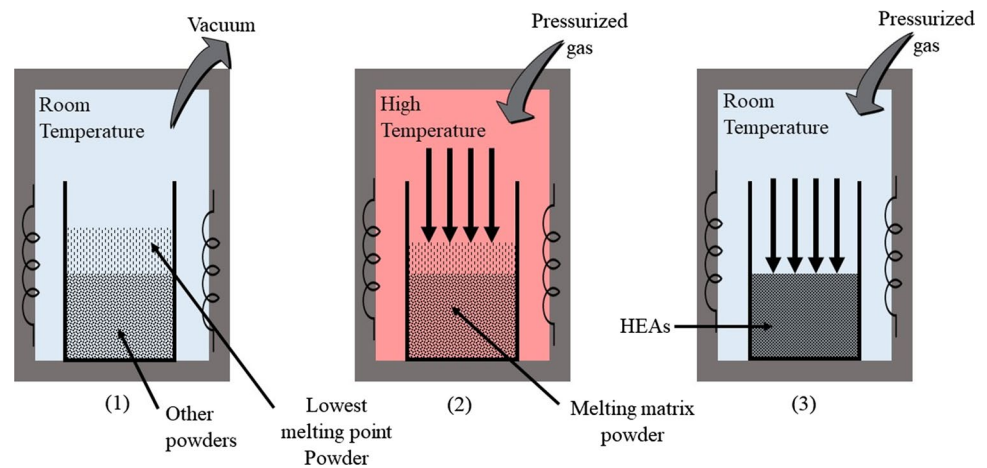 Vacuum
Room
Temperature
Other
powders
Lowest
melting point
Powder
(1)
Pressurized
gas
High
Temperature
Melting matrix
powder
(2)
Pressurized
gas
Room
Temperature
HEAs
(3)